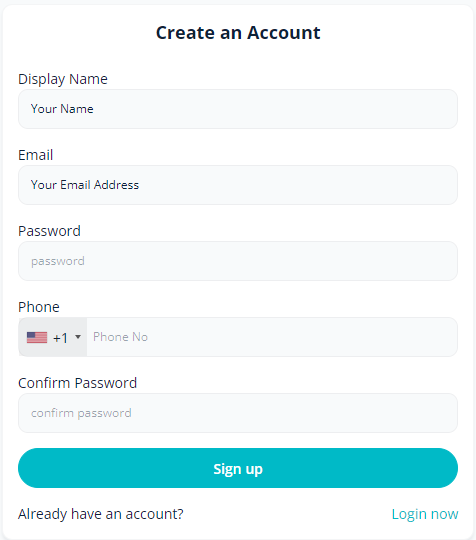 Create an Account
Display Name
Your Name
Email
Your Email Address
Password
password
Phone
+1 Phone No
Confirm Password
confirm password
Sign up
Already have an account? Login now